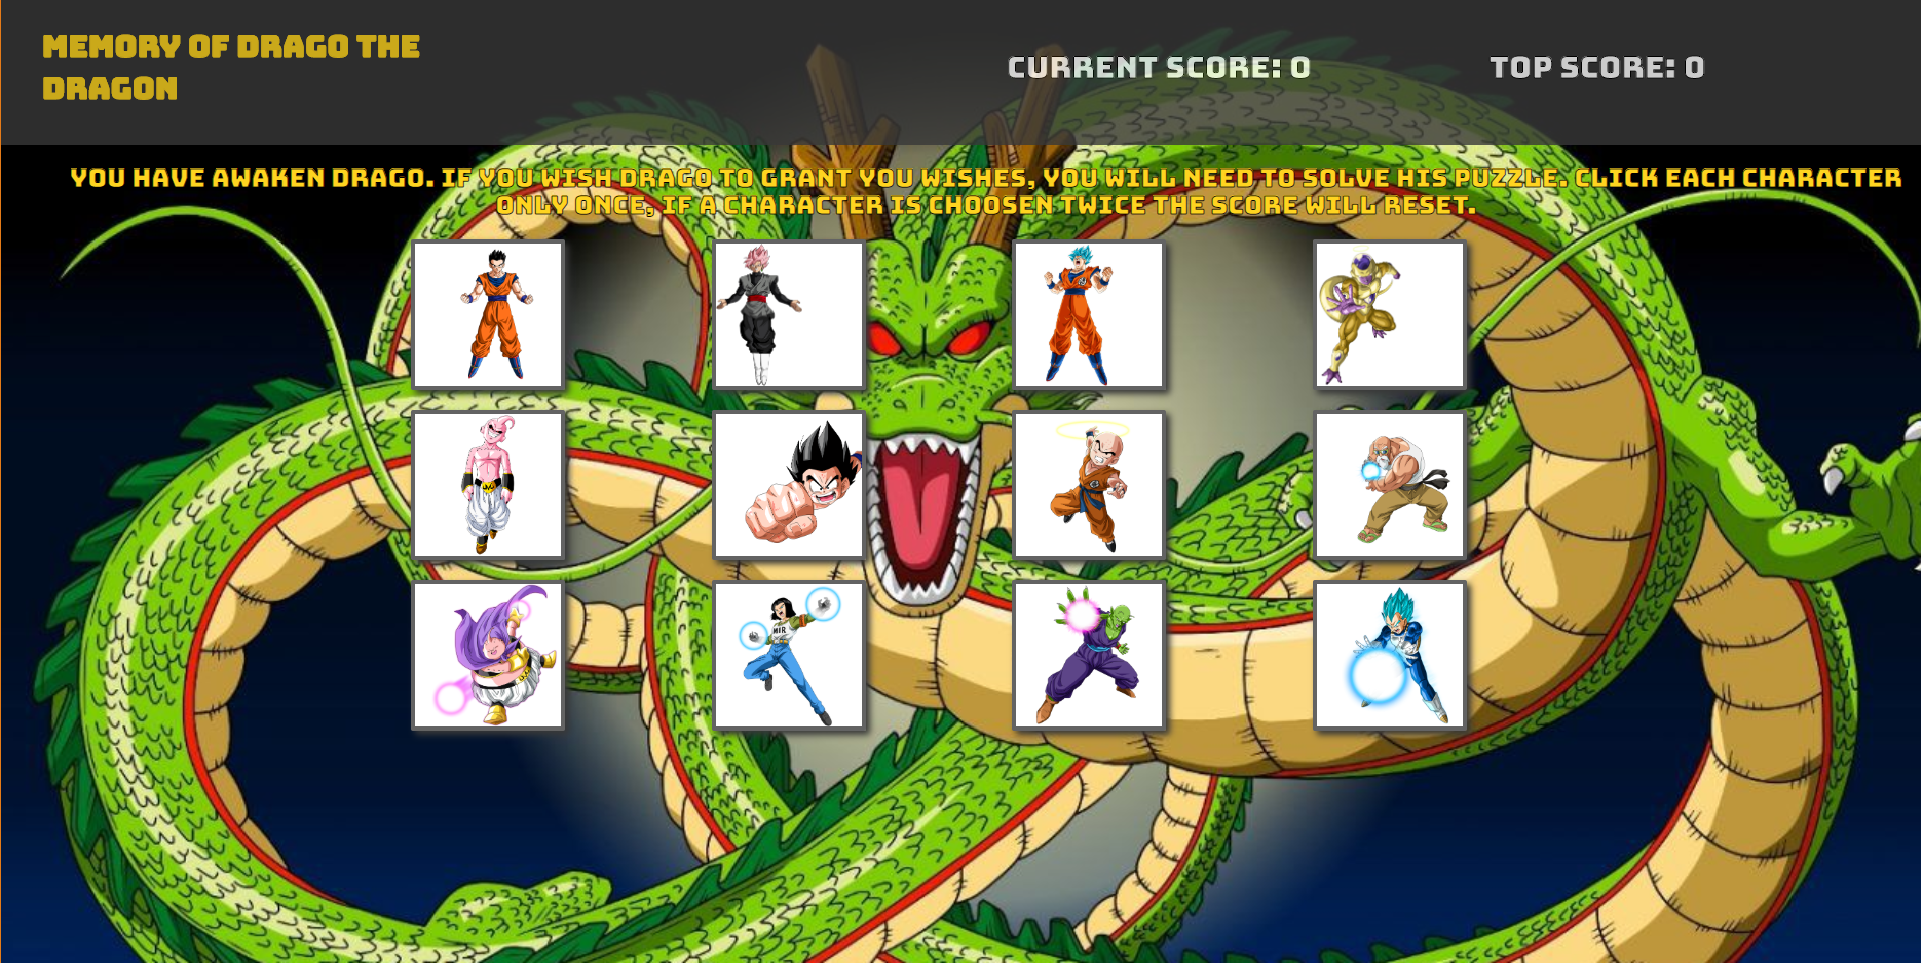 MEMORY OF DRAGO THE
DRAGON
CURRENT SCORE: 0
TOP SCORE: 0
YOU HAVE AWAKEN DRAGO. IF YOU WISH DRAGO TO GRANT YOU WISHES, YOU WILL NEED TO SOLVE HIS PUZZLE. CLICK EACH CHARACTER
ONLY ONCE, IF A CHARACTER IS CHOOSEN TWICE THE SCORE WILL RESET.
MIR